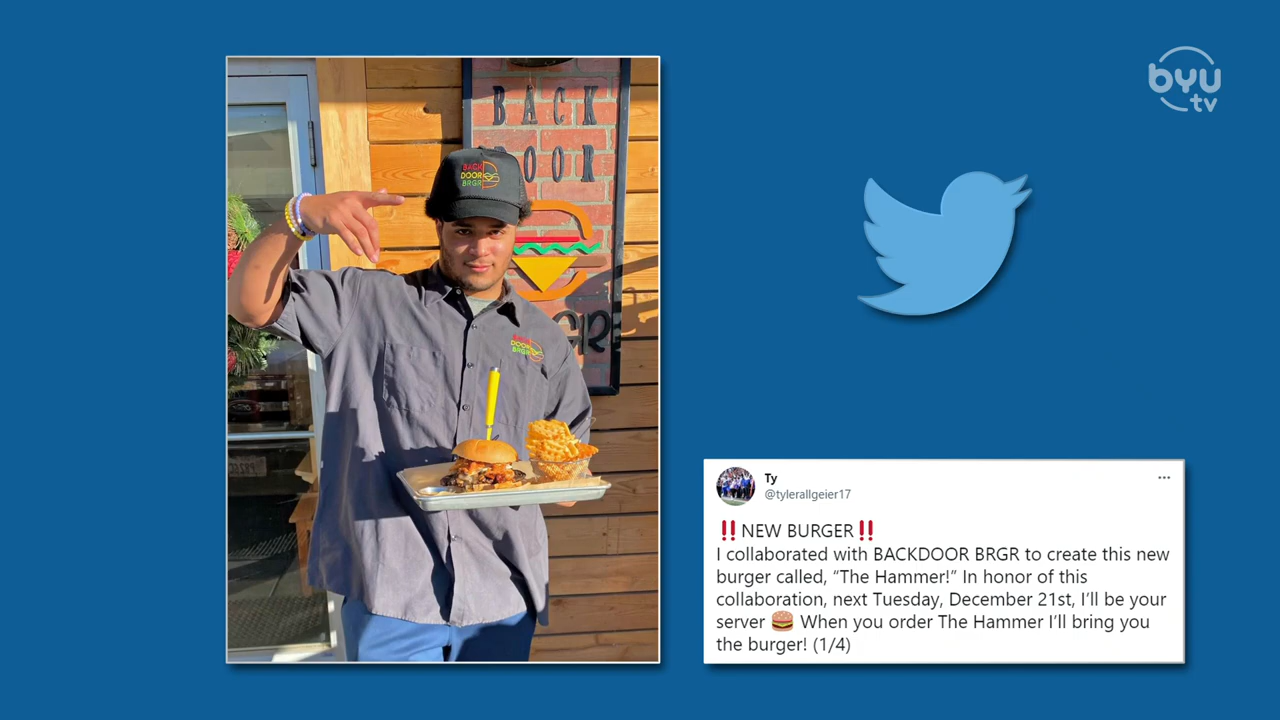 byu
tv
BACK
DOOR
BACK
DOOR
BRGR
BACK
DOOR
BRGR
Ty
@tylerallgeier17
‼NEW BURGER‼
I collaborated with BACKDOOR BRGR to create this new
burger called, “The Hammer!” In honor of this
collaboration, next Tuesday, December 21st, I’ll be your
server 🍔 When you order The Hammer I’ll bring you
the burger! (1/4)